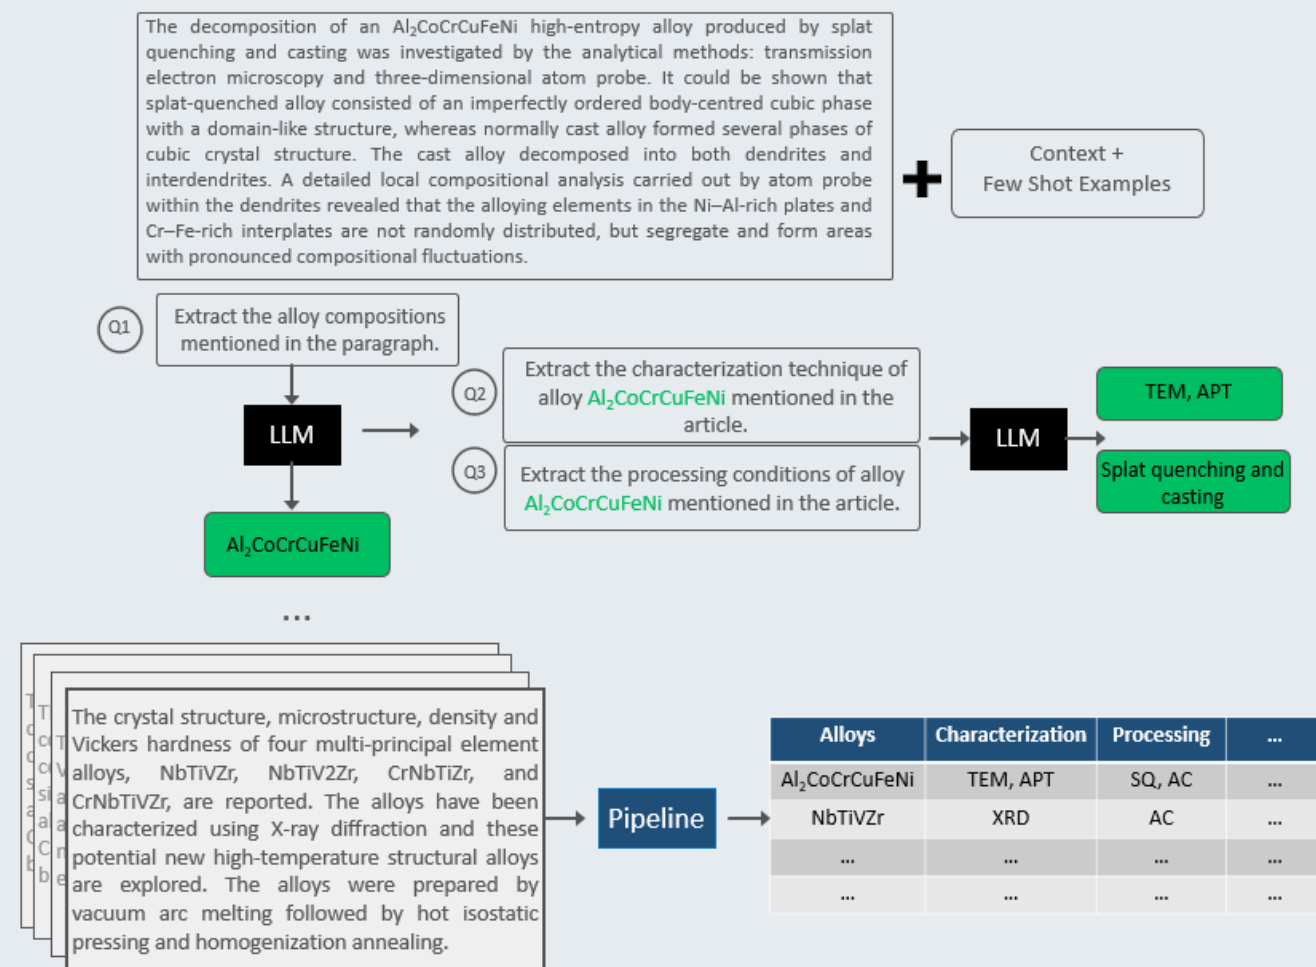 The decomposition of an Al₂CoCrCuFeNi high-entropy alloy produced by splat
quenching and casting was investigated by the analytical methods: transmission
electron microscopy and three-dimensional atom probe. It could be shown that
splat-quenched alloy consisted of an imperfectly ordered body-centred cubic phase
with a domain-like structure, whereas normally cast alloy formed several phases of
cubic crystal structure. The cast alloy decomposed into both dendrites and
interdendrites. A detailed local compositional analysis carried out by atom probe
within the dendrites revealed that the alloying elements in the Ni–Al-rich plates and
Cr–Fe-rich interplates are not randomly distributed, but segregate and form areas
with pronounced compositional fluctuations.
Context +
Few Shot Examples
Q1
Extract the alloy compositions
mentioned in the paragraph.
LLM
Al₂CoCrCuFeNi
...
Q2
Extract the characterization technique of
alloy Al₂CoCrCuFeNi mentioned in the
article.
Q3
Extract the processing conditions of alloy
Al₂CoCrCuFeNi mentioned in the article.
LLM
TEM, APT
Splat quenching and
casting
The crystal structure, microstructure, density and
Vickers hardness of four multi-principal element
alloys, NbTiVZr, NbTiV2Zr, CrNbTiZr, and
CrNbTiVZr, are reported. The alloys have been
characterized using X-ray diffraction and these
potential new high-temperature structural alloys
are explored. The alloys were prepared by
vacuum arc melting followed by hot isostatic
pressing and homogenization annealing.
Pipeline
Alloys Characterization Processing ...
Al₂CoCrCuFeNi TEM, APT SQ, AC ...
NbTiVZr XRD AC ...
... ... ... ...
... ... ... ...